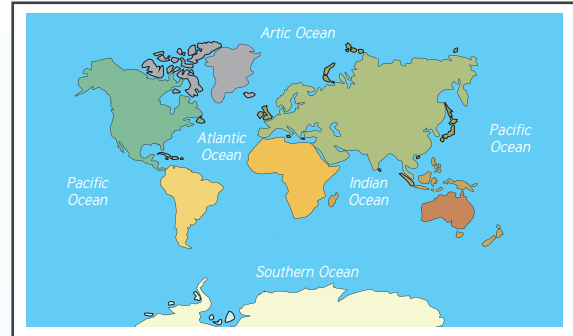 Artic Ocean
Atlantic
Ocean
Pacific
Ocean
Pacific
Ocean
Indian
Ocean
Southern Ocean